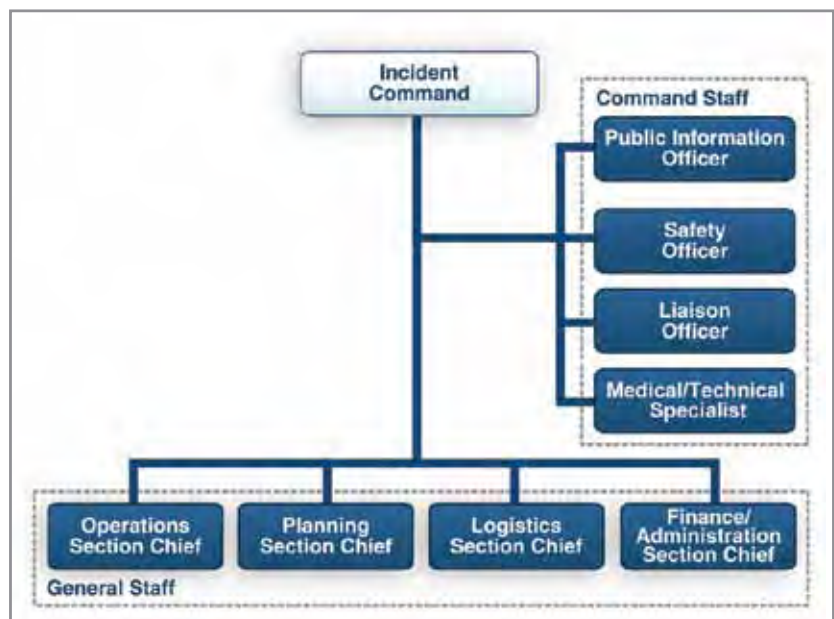 Incident
Command
Command Staff
Public Information
Officer
Safety
Officer
Liaison
Officer
Medical/Technical
Specialist
Operations
Section Chief
Planning
Section Chief
Logistics
Section Chief
Finance/
Administration
Section Chief
General Staff